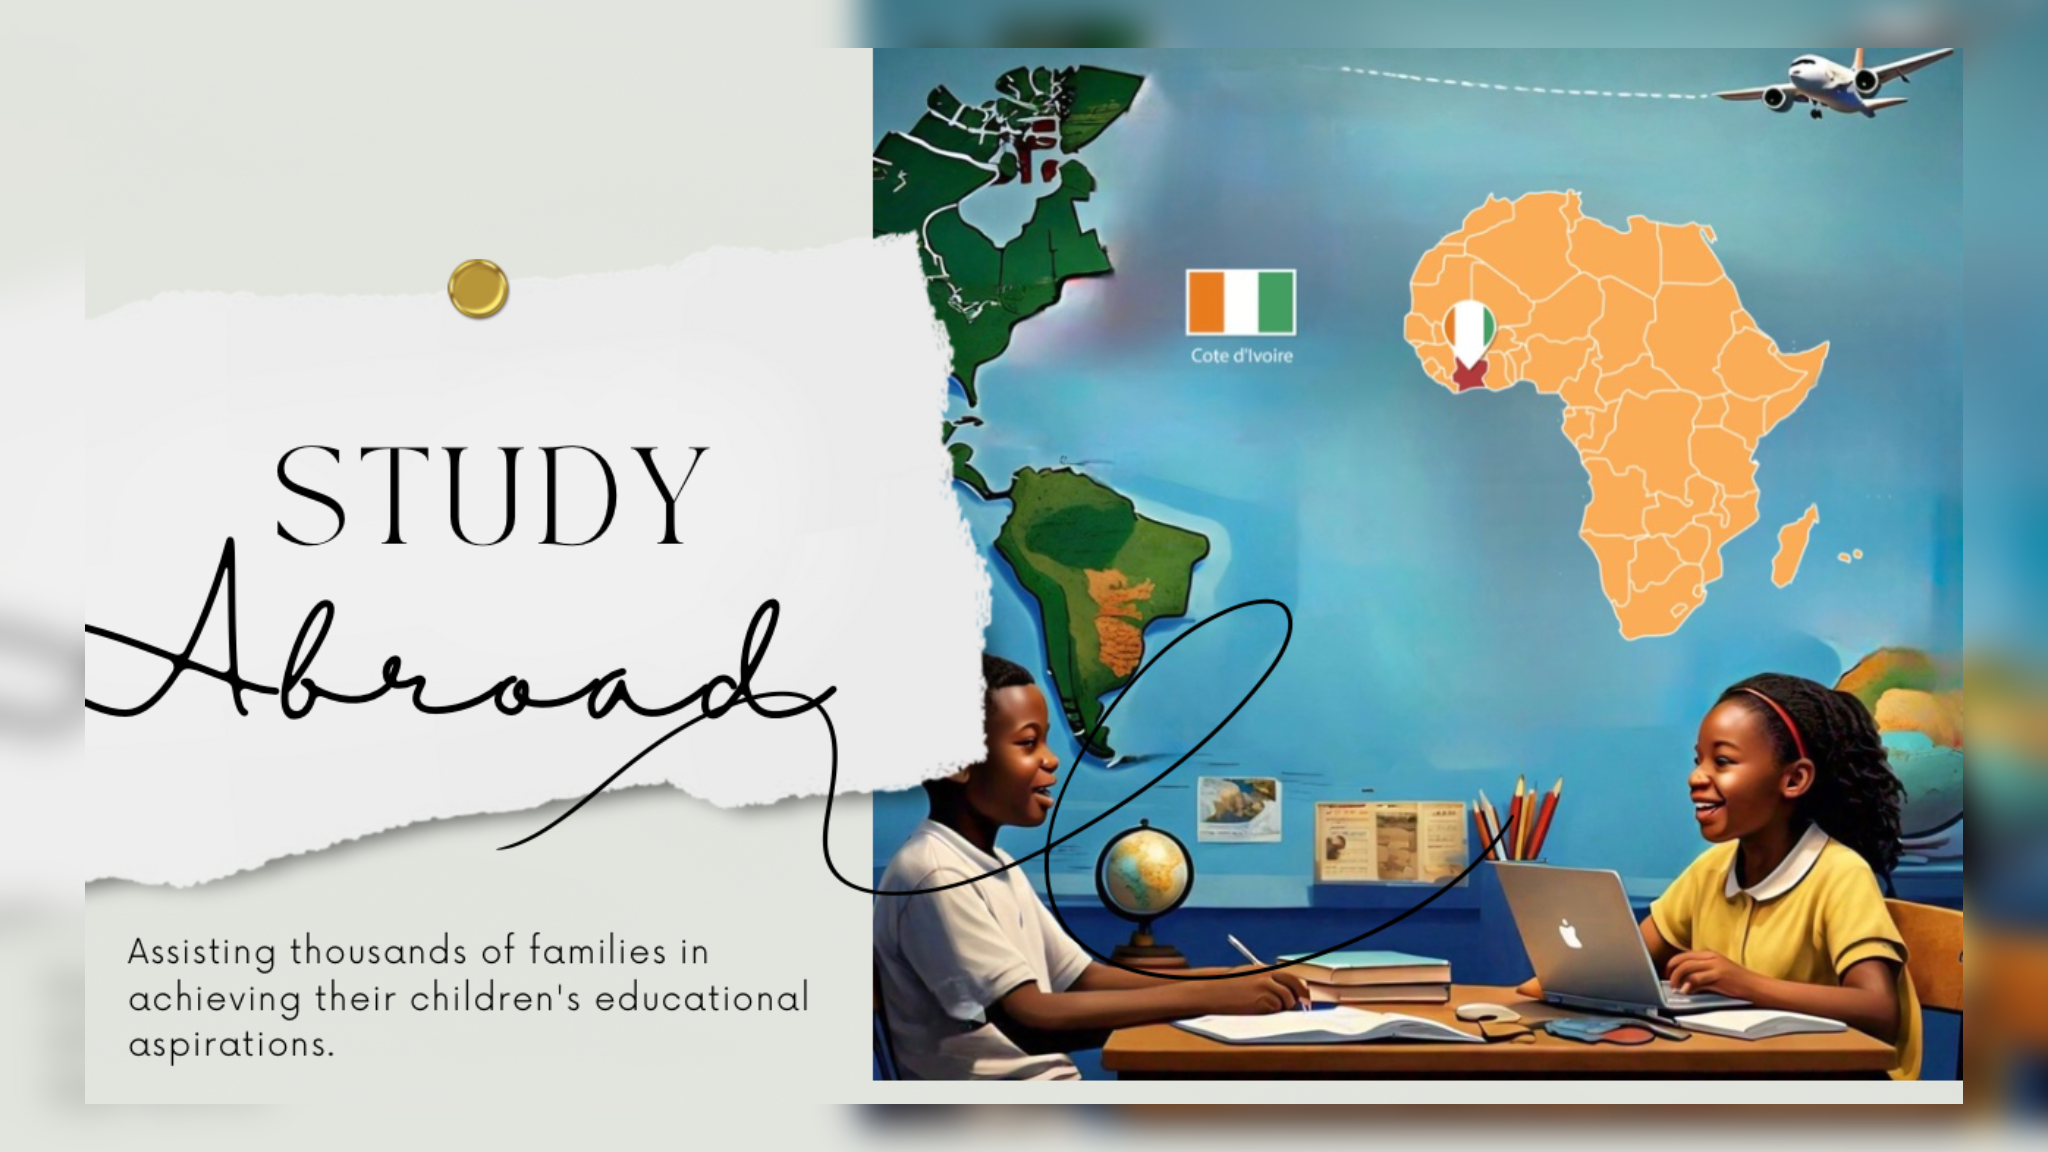 STUDY
Abroad
Cote d'Ivoire
Assisting thousands of families in
achieving their children's educational
aspirations.